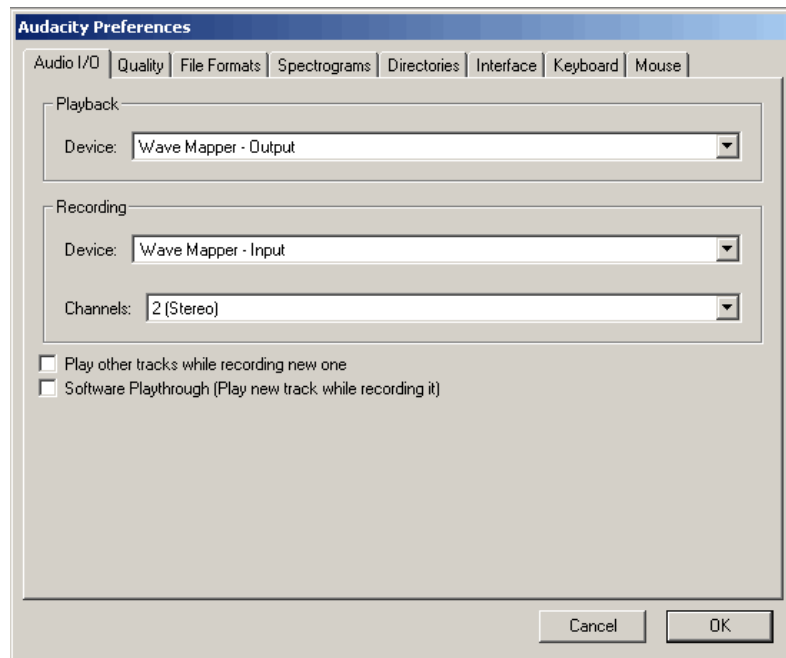 Audacity Preferences
Audio I/O Quality File Formats Spectrograms Directories Interface Keyboard Mouse
Playback
Device: Wave Mapper - Output
Recording
Device: Wave Mapper - Input
Channels: 2 (Stereo)
Play other tracks while recording new one
Software Playthrough (Play new track while recording it)
Cancel OK